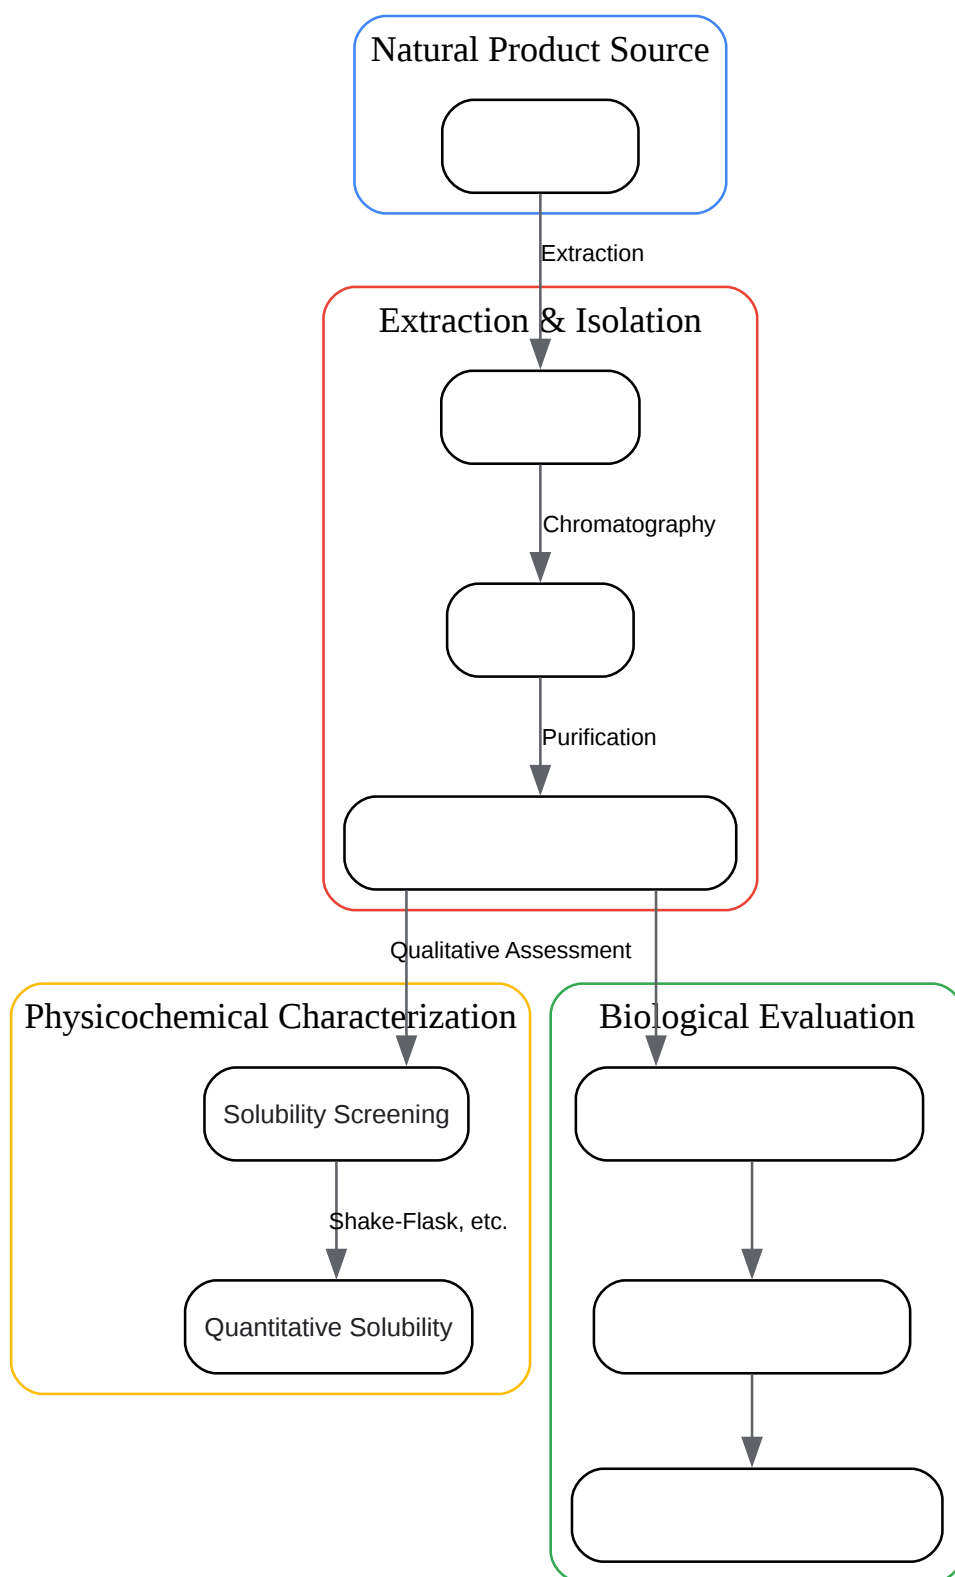 Natural Product Source
Extraction
Extraction & Isolation
Chromatography
Purification
Qualitative Assessment
Physicochemical Characterization
Biological Evaluation
Solubility Screening
Shake-Flask, etc.
Quantitative Solubility